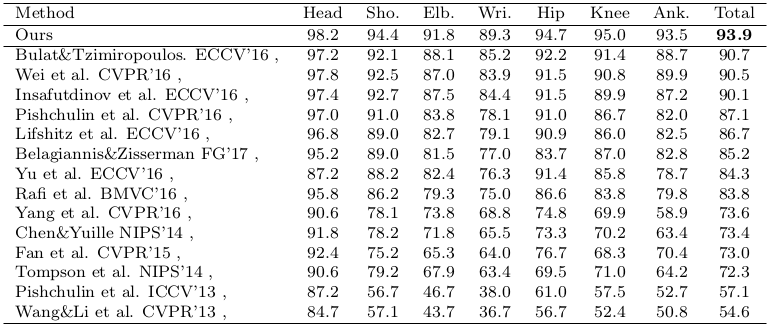 Method Head Sho. Elb. Wri. Hip Knee Ank. Total
Ours 98.2 94.4 91.8 89.3 94.7 95.0 93.5 93.9
Bulat&Tzimiropoulos. ECCV'16 , 97.2 92.1 88.1 85.2 92.2 91.4 88.7 90.7
Wei et al. CVPR'16 , 97.8 92.5 87.0 83.9 91.5 90.8 89.9 90.5
Insafutdinov et al. ECCV'16 , 97.4 92.7 87.5 84.4 91.5 89.9 87.2 90.1
Pishchulin et al. CVPR'16 , 97.0 91.0 83.8 78.1 91.0 86.7 82.0 87.1
Lifshitz et al. ECCV'16 , 96.8 89.0 82.7 79.1 90.9 86.0 82.5 86.7
Belagiannis&Zisserman FG'17 , 95.2 89.0 81.5 77.0 83.7 87.0 82.8 85.2
Yu et al. ECCV'16 , 87.2 88.2 82.4 76.3 91.4 85.8 78.7 84.3
Rafi et al. BMVC'16 , 95.8 86.2 79.3 75.0 86.6 83.8 79.8 83.8
Yang et al. CVPR'16 , 90.6 78.1 73.8 68.8 74.8 69.9 58.9 73.6
Chen&Yuille NIPS'14 , 91.8 78.2 71.8 65.5 73.3 70.2 63.4 73.4
Fan et al. CVPR'15 , 92.4 75.2 65.3 64.0 76.7 68.3 70.4 73.0
Tompson et al. NIPS'14 , 90.6 79.2 67.9 63.4 69.5 71.0 64.2 72.3
Pishchulin et al. ICCV'13 , 87.2 56.7 46.7 38.0 61.0 57.5 52.7 57.1
Wang&Li et al. CVPR'13 , 84.7 57.1 43.7 36.7 56.7 52.4 50.8 54.6